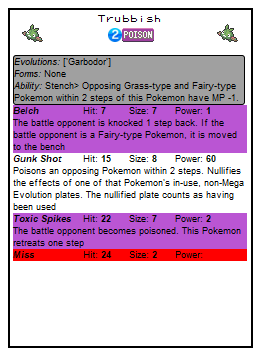 Trubbish
2 POISON
Evolutions: ['Garbodor']
Forms: None
Ability: Stench> Opposing Grass-type and Fairy-type
Pokemon within 2 steps of this Pokemon have MP -1.
Belch Hit: 7 Size: 7 Power: 1
The battle opponent is knocked 1 step back. If the
battle opponent is a Fairy-type Pokemon, it is moved
to the bench
Gunk Shot Hit: 15 Size: 8 Power: 60
Poisons an opposing Pokemon within 2 steps. Nullifies
the effects of one of that Pokemon's in-use, non-Mega
Evolution plates. The nullified plate counts as having
been used
Toxic Spikes Hit: 22 Size: 7 Power: 2
The battle opponent becomes poisoned. This Pokemon
retreats one step
Miss Hit: 24 Size: 2 Power: